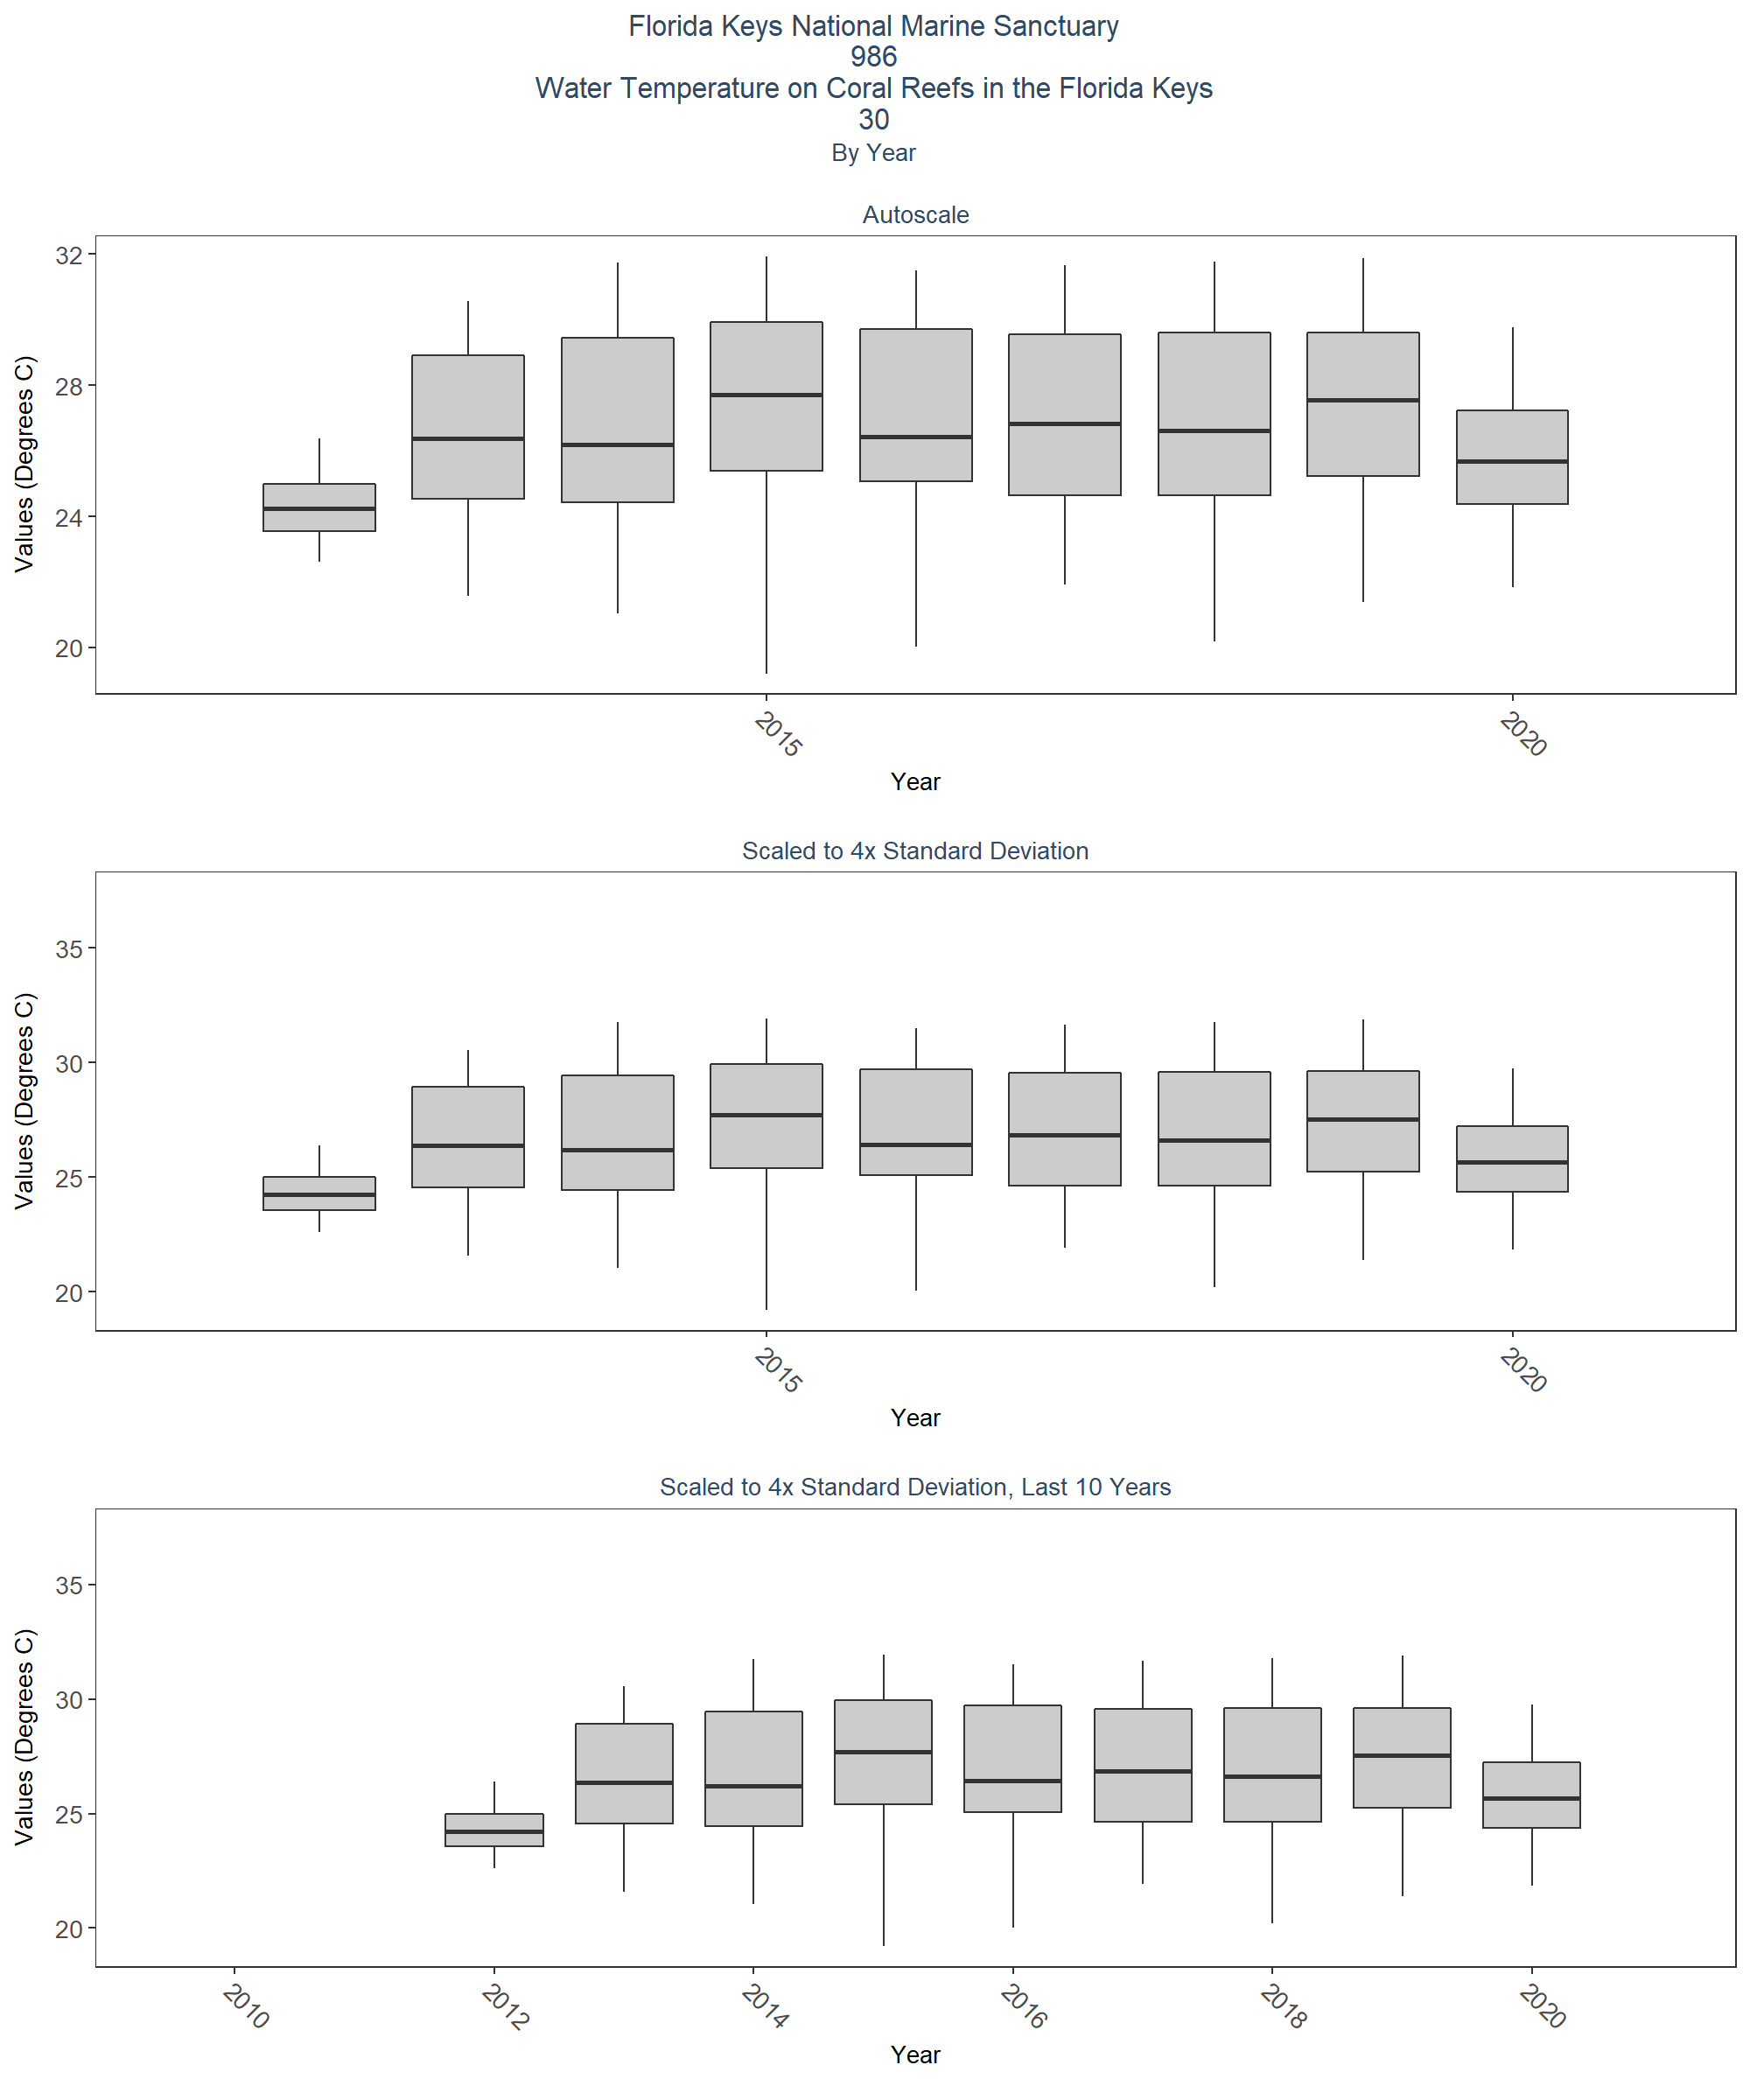 Florida Keys National Marine Sanctuary
986
Water Temperature on Coral Reefs in the Florida Keys
30
By Year
Autoscale
Values (Degrees C)
32
28
24
20
2015
2020
Year
Scaled to 4x Standard Deviation
Values (Degrees C)
35
30
25
20
2015
2020
Year
Scaled to 4x Standard Deviation, Last 10 Years
Values (Degrees C)
35
30
25
20
2010
2012
2014
2016
2018
2020
Year